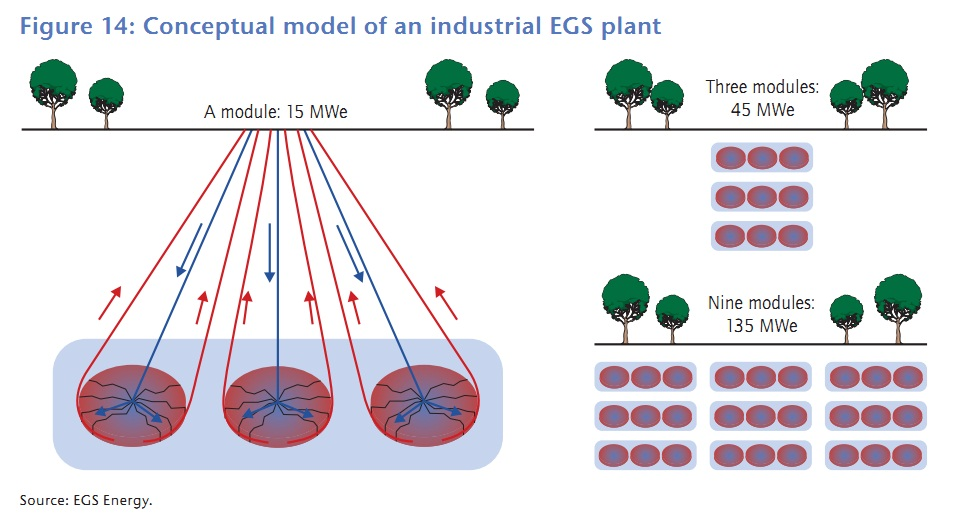 Figure 14: Conceptual model of an industrial EGS plant
A module: 15 MWe
Three modules:
45 MWe
Nine modules:
135 MWe
Source: EGS Energy.